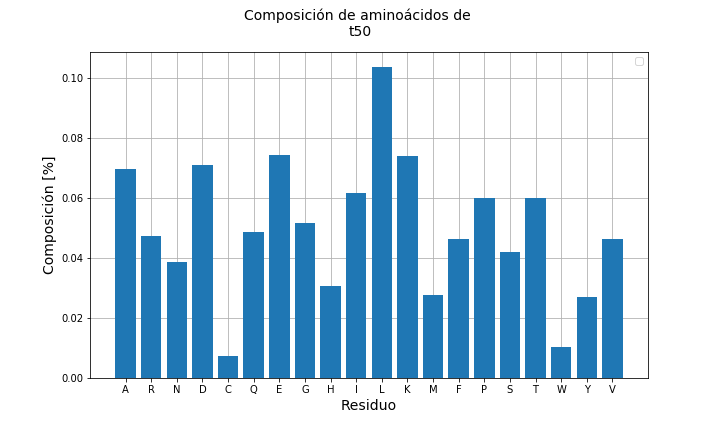 Composición de aminoácidos de
t50
0.10
0.08
0.06
0.04
0.02
0.00
Composición [%]
A R N D C Q E G H I L K M F P S T W Y V
Residuo